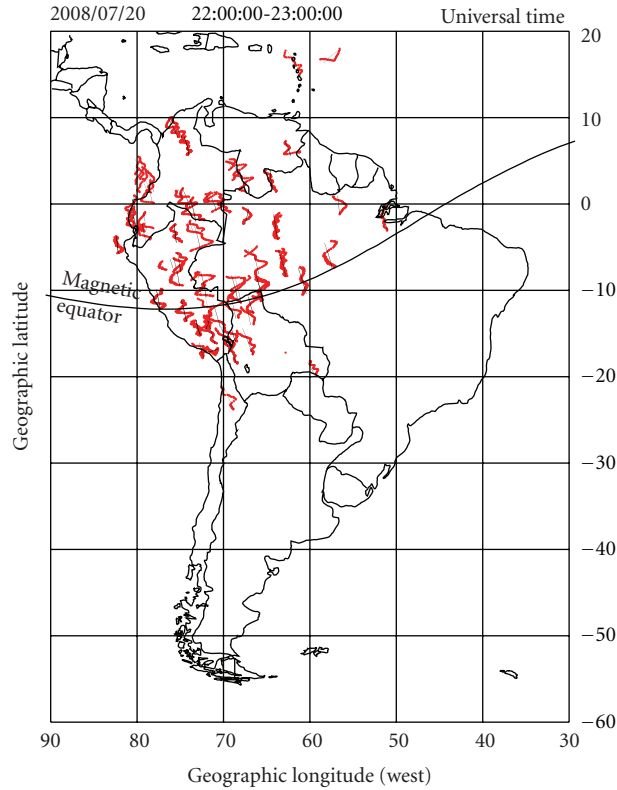 2008/07/20 22:00:00-23:00:00 Universal time
20
10
0
−10
−20
−30
−40
−50
−60
Magnetic
equator
Geographic latitude
90 80 70 60 50 40 30
Geographic longitude (west)